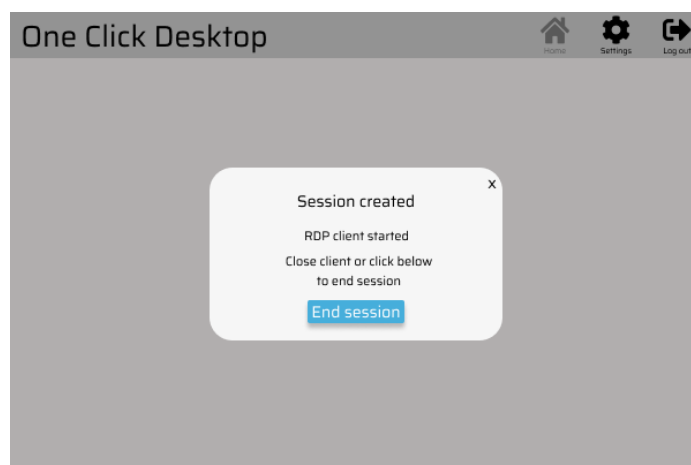 One Click Desktop
Home
Settings
Log out
x
Session created
RDP client started
Close client or click below
to end session
End session